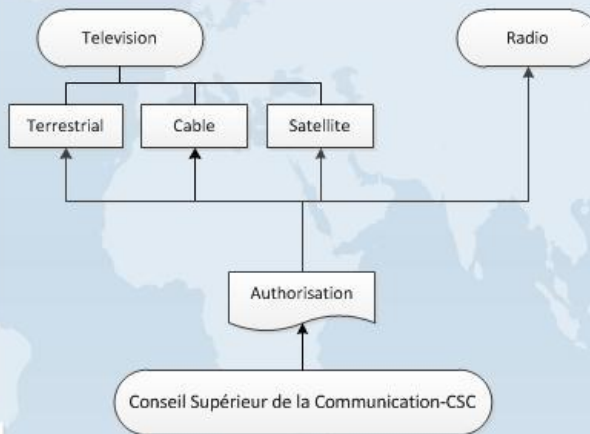 Television
Radio
Terrestrial
Cable
Satellite
Authorisation
Conseil Supérieur de la Communication-CSC